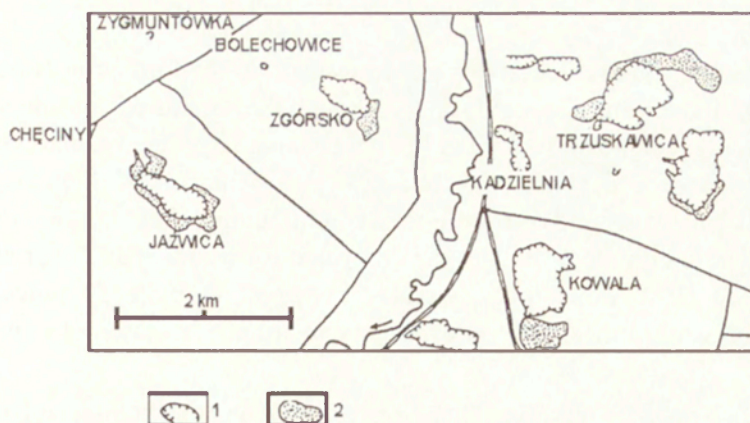 ZYGMUNTÓWKA
BOLECHOWICE
ZGÓRSKO
CHĘCINY
TRZUSKAWICA
KADZIELNIA
JAŹWICA
KOWALA
2 km
1
2